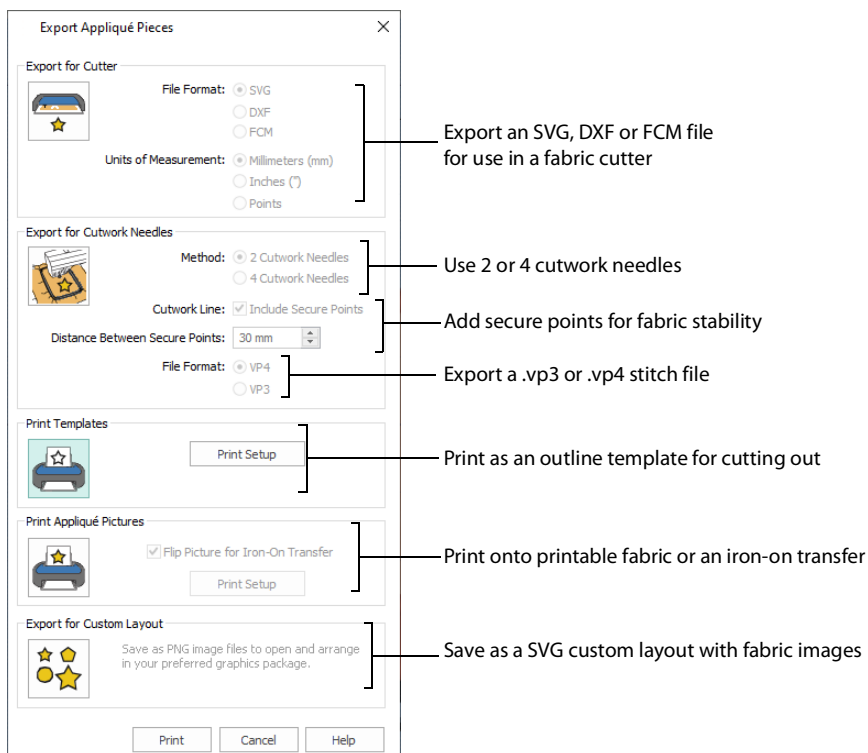 Export Appliqué Pieces
Export for Cutter
File Format: SVG
DXF
FCM
Units of Measurement: Millimeters (mm)
Inches (")
Points
Export an SVG, DXF or FCM file
for use in a fabric cutter
Export for Cutwork Needles
Method: 2 Cutwork Needles
4 Cutwork Needles
Use 2 or 4 cutwork needles
Cutwork Line: Include Secure Points
Distance Between Secure Points: 30 mm
Add secure points for fabric stability
File Format: VP4
VP3
Export a .vp3 or .vp4 stitch file
Print Templates
Print Setup
Print as an outline template for cutting out
Print Appliqué Pictures
Flip Picture for Iron-On Transfer
Print Setup
Print onto printable fabric or an iron-on transfer
Export for Custom Layout
Save as PNG image files to open and arrange
in your preferred graphics package.
Save as a SVG custom layout with fabric images
Print Cancel Help